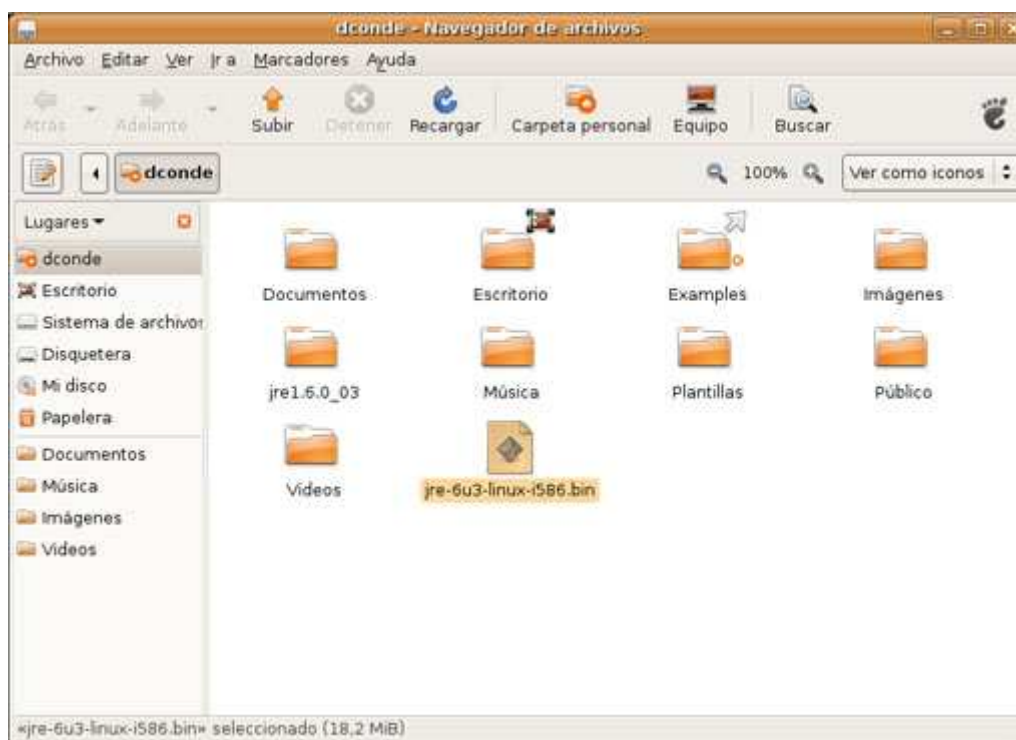 dconde - Navegador de archivos
Archivo Editar Ver Ir a Marcadores Ayuda
Atrás Adelante Subir Detener Recargar Carpeta personal Equipo Buscar
dconde 100% Ver como iconos
Lugares
dconde
Escritorio
Sistema de archivos
Disquetera
Mi disco
Papelera
Documentos
Música
Imágenes
Videos
Documentos Escritorio Examples Imágenes
jre1.6.0_03 Música Plantillas Público
Videos jre-6u3-linux-i586.bin
«jre-6u3-linux-i586.bin» seleccionado (18,2 MiB)